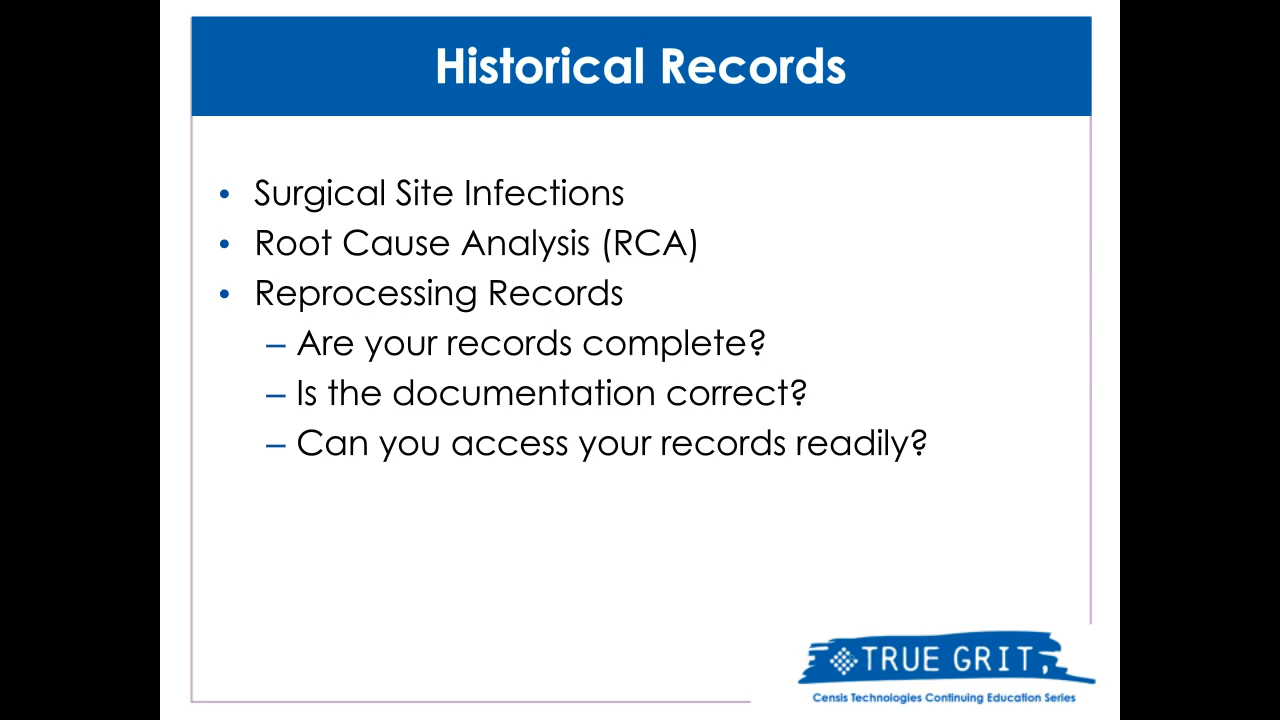 Historical Records
• Surgical Site Infections
• Root Cause Analysis (RCA)
• Reprocessing Records
– Are your records complete?
– Is the documentation correct?
– Can you access your records readily?
TRUE GRIT
Censis Technologies Continuing Education Series